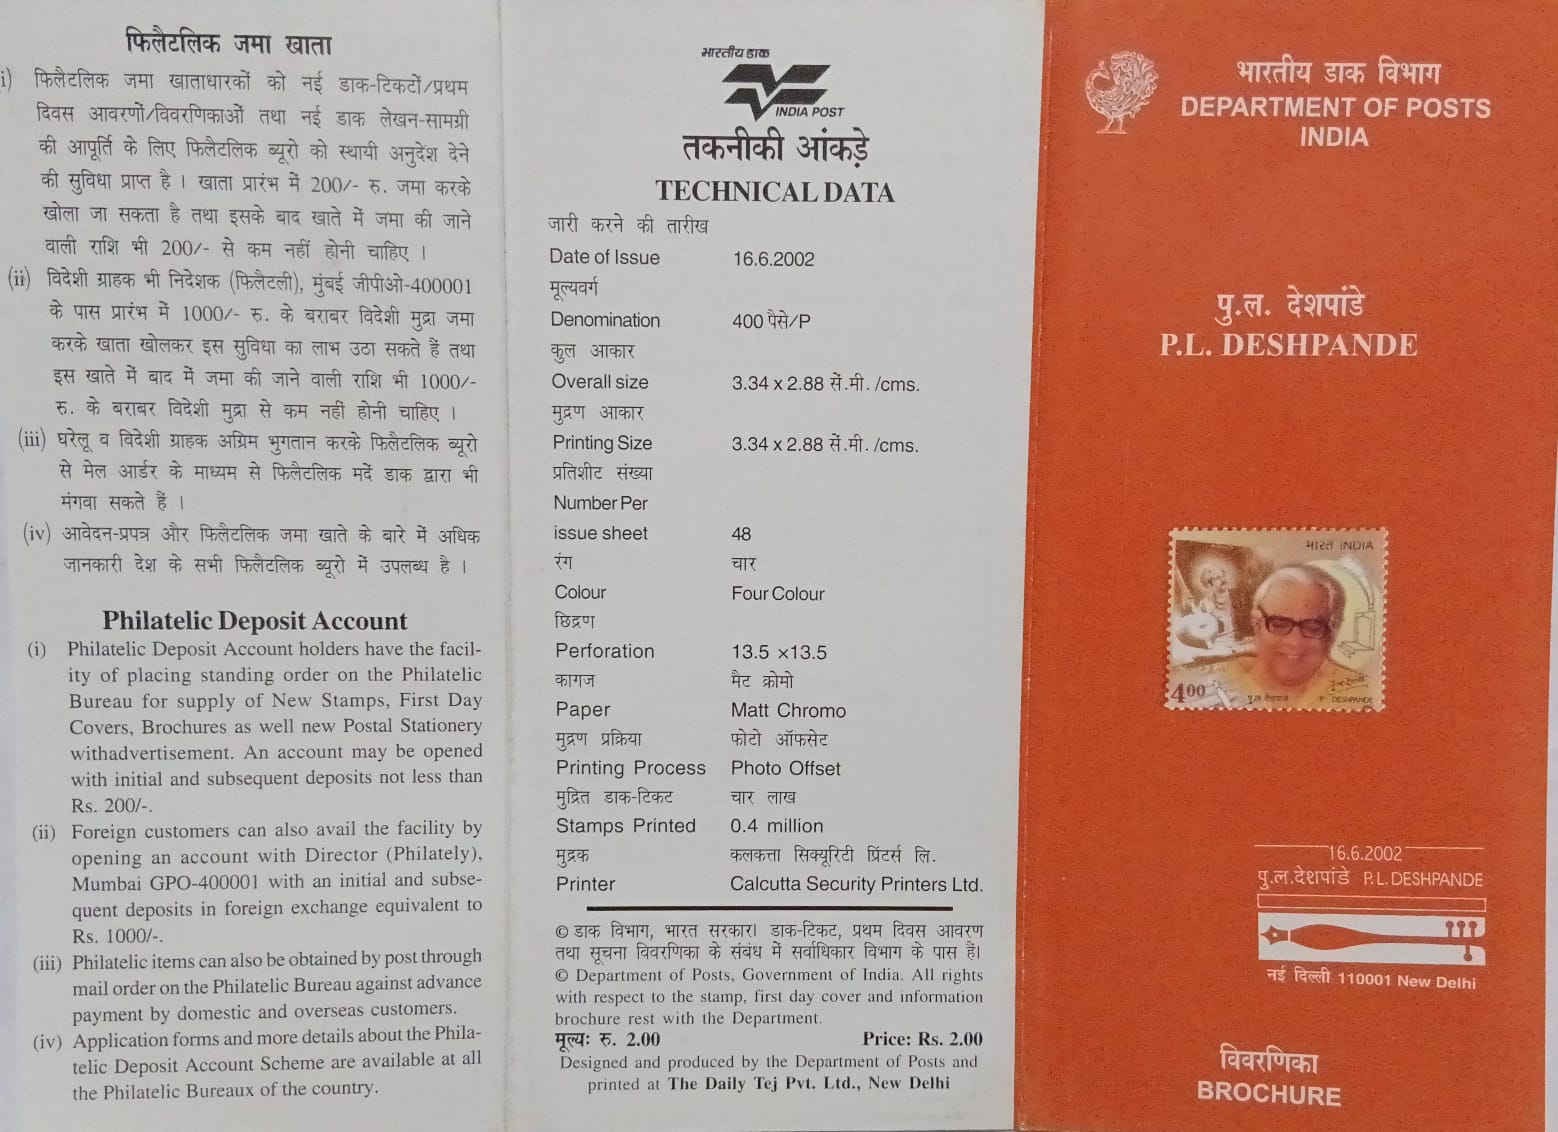 फिलैटलिक जमा खाता
i) फिलैटलिक जमा खाताधारकों को नई डाक-टिकटों/प्रथम
दिवस आवरणों/विवरणिकाओं तथा नई डाक लेखन-सामग्री
की आपूर्ति के लिए फिलैटलिक ब्यूरो को स्थायी अनुदेश देने
की सुविधा प्राप्त है । खाता प्रारंभ में 200/- रु. जमा करके
खोला जा सकता है तथा इसके बाद खाते में जमा की जाने
वाली राशि भी 200/- से कम नहीं होनी चाहिए ।
(ii) विदेशी ग्राहक भी निदेशक (फिलैटली), मुंबई जीपीओ-400001
के पास प्रारंभ में 1000/- रु. के बराबर विदेशी मुद्रा जमा
करके खाता खोलकर इस सुविधा का लाभ उठा सकते हैं तथा
इस खाते में बाद में जमा की जाने वाली राशि भी 1000/-
रु. के बराबर विदेशी मुद्रा से कम नहीं होनी चाहिए ।
(iii) घरेलू व विदेशी ग्राहक अग्रिम भुगतान करके फिलैटलिक ब्यूरो
से मेल आर्डर के माध्यम से फिलैटलिक मदें डाक द्वारा भी
मंगवा सकते हैं ।
(iv) आवेदन-प्रपत्र और फिलैटलिक जमा खाते के बारे में अधिक
जानकारी देश के सभी फिलैटलिक ब्यूरो में उपलब्ध है ।
Philatelic Deposit Account
(i) Philatelic Deposit Account holders have the facil-
ity of placing standing order on the Philatelic
Bureau for supply of New Stamps, First Day
Covers, Brochures as well new Postal Stationery
withadvertisement. An account may be opened
with initial and subsequent deposits not less than
Rs. 200/-.
(ii) Foreign customers can also avail the facility by
opening an account with Director (Philately),
Mumbai GPO-400001 with an initial and subse-
quent deposits in foreign exchange equivalent to
Rs. 1000/-.
(iii) Philatelic items can also be obtained by post through
mail order on the Philatelic Bureau against advance
payment by domestic and overseas customers.
(iv) Application forms and more details about the Phila-
telic Deposit Account Scheme are available at all
the Philatelic Bureaux of the country.
भारतीय डाक
INDIA POST
तकनीकी आंकड़े
TECHNICAL DATA
जारी करने की तारीख
Date of Issue 16.6.2002
मूल्यवर्ग
Denomination 400 पैसे/P
कुल आकार
Overall size 3.34 x 2.88 सें.मी. /cms.
मुद्रण आकार
Printing Size 3.34 x 2.88 सें.मी. /cms.
प्रतिशीट संख्या
Number Per
issue sheet 48
रंग चार
Colour Four Colour
छिद्रण
Perforation 13.5 ×13.5
कागज मैट क्रोमो
Paper Matt Chromo
मुद्रण प्रक्रिया फोटो ऑफसेट
Printing Process Photo Offset
मुद्रित डाक-टिकट चार लाख
Stamps Printed 0.4 million
मुद्रक कलकत्ता सिक्यूरिटी प्रिंटर्स लि.
Printer Calcutta Security Printers Ltd.
© डाक विभाग, भारत सरकार। डाक-टिकट, प्रथम दिवस आवरण
तथा सूचना विवरणिका के संबंध में सर्वाधिकार विभाग के पास हैं।
© Department of Posts, Government of India. All rights
with respect to the stamp, first day cover and information
brochure rest with the Department.
मूल्यः रु. 2.00 Price: Rs. 2.00
Designed and produced by the Department of Posts and
printed at The Daily Tej Pvt. Ltd., New Delhi
भारतीय डाक विभाग
DEPARTMENT OF POSTS
INDIA
पु.ल. देशपांडे
P.L. DESHPANDE
भारत INDIA
400
पु.ल.देशपांडे P. L. DESHPANDE
16.6.2002
पु.ल.देशपांडे P.L. DESHPANDE
नई दिल्ली 110001 New Delhi
विवरणिका
BROCHURE